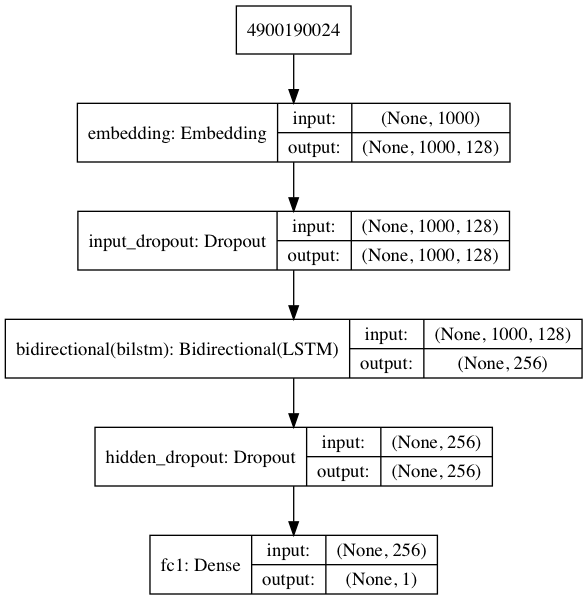 4900190024
embedding: Embedding
input: (None, 1000)
output: (None, 1000, 128)
input_dropout: Dropout
input: (None, 1000, 128)
output: (None, 1000, 128)
bidirectional(bilstm): Bidirectional(LSTM)
input: (None, 1000, 128)
output: (None, 256)
hidden_dropout: Dropout
input: (None, 256)
output: (None, 256)
fc1: Dense
input: (None, 256)
output: (None, 1)